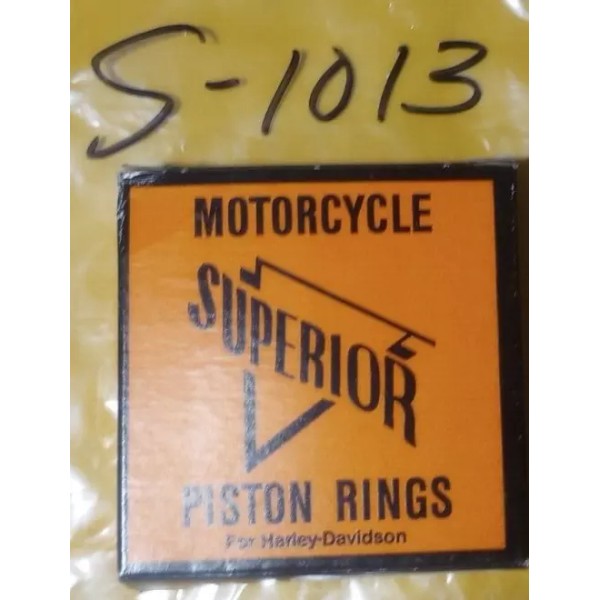 S-1013
MOTORCYCLE
SUPERIOR
PISTON RINGS
For Harley-Davidson